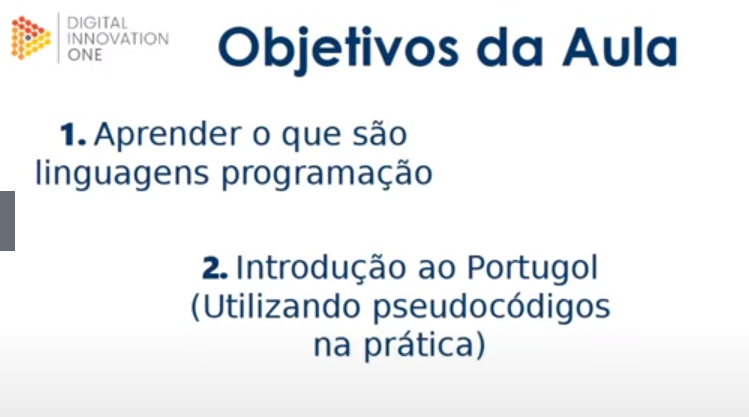 DIGITAL
INNOVATION
ONE
Objetivos da Aula
1. Aprender o que são
linguagens programação
2. Introdução ao Portugol
(Utilizando pseudocódigos
na prática)